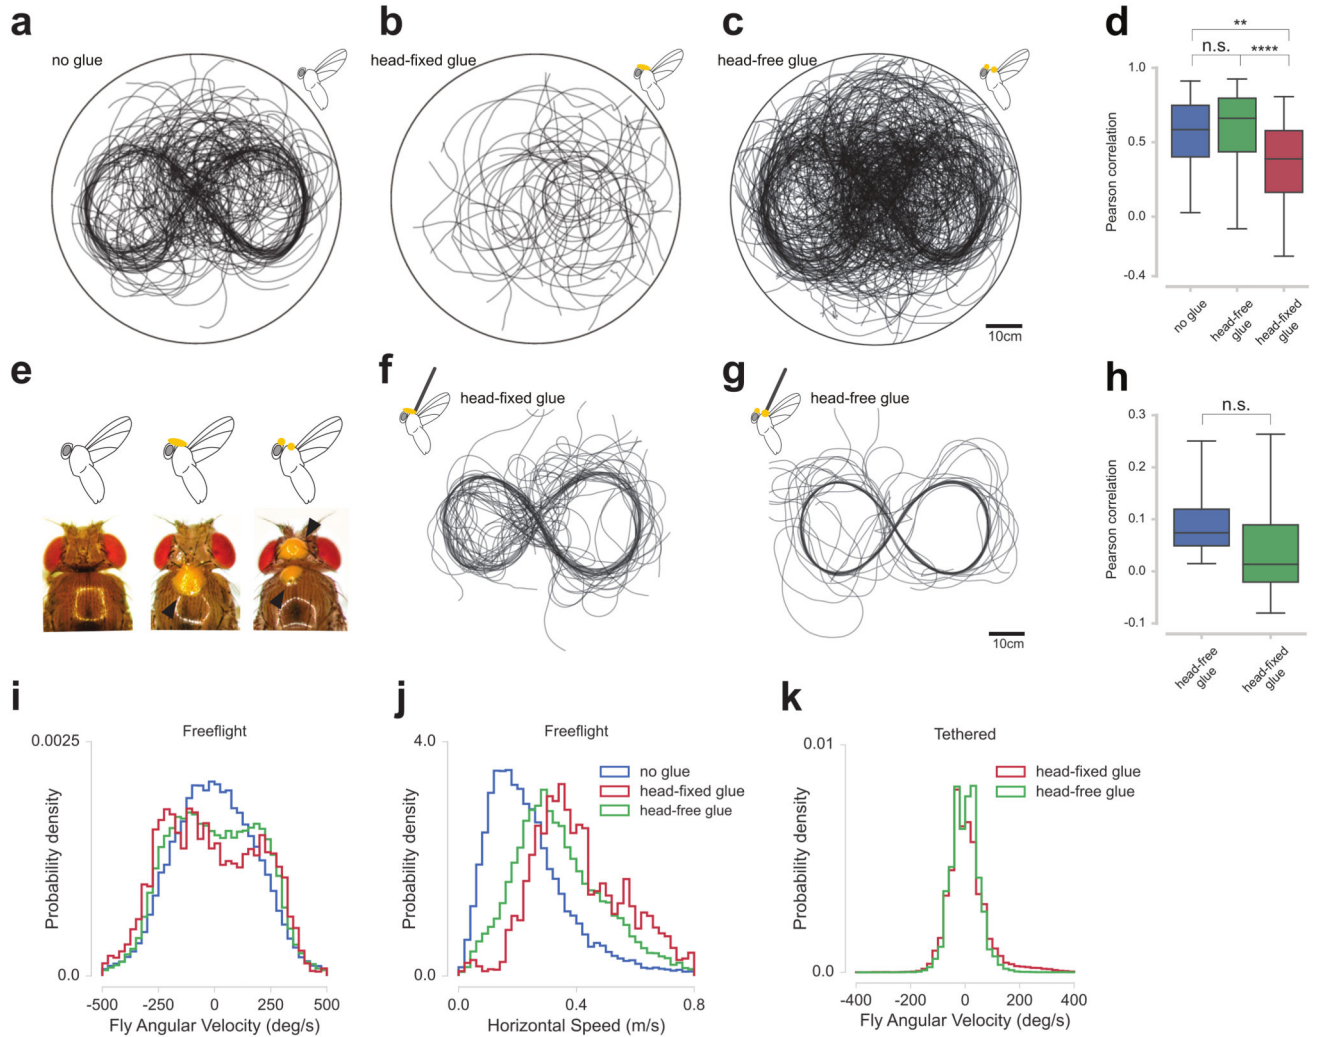 a
no glue
b
head-fixed glue
c
head-free glue
10cm
d
**
n.s.
****
1.0
0.5
0.0
-0.4
Pearson correlation
no glue
head-free
glue
head-fixed
glue
e
f
head-fixed glue
g
head-free glue
10cm
h
n.s.
0.3
0.2
0.1
0.0
-0.1
Pearson correlation
head-free
glue
head-fixed
glue
i
Freeflight
0.0025
0.0
Probability density
-500 -250 0 250 500
Fly Angular Velocity (deg/s)
j
Freeflight
4.0
0.0
Probability density
no glue
head-fixed glue
head-free glue
0.0 0.4 0.8
Horizontal Speed (m/s)
k
Tethered
0.01
0.0
Probability density
head-fixed glue
head-free glue
-400 -200 0 200 400
Fly Angular Velocity (deg/s)